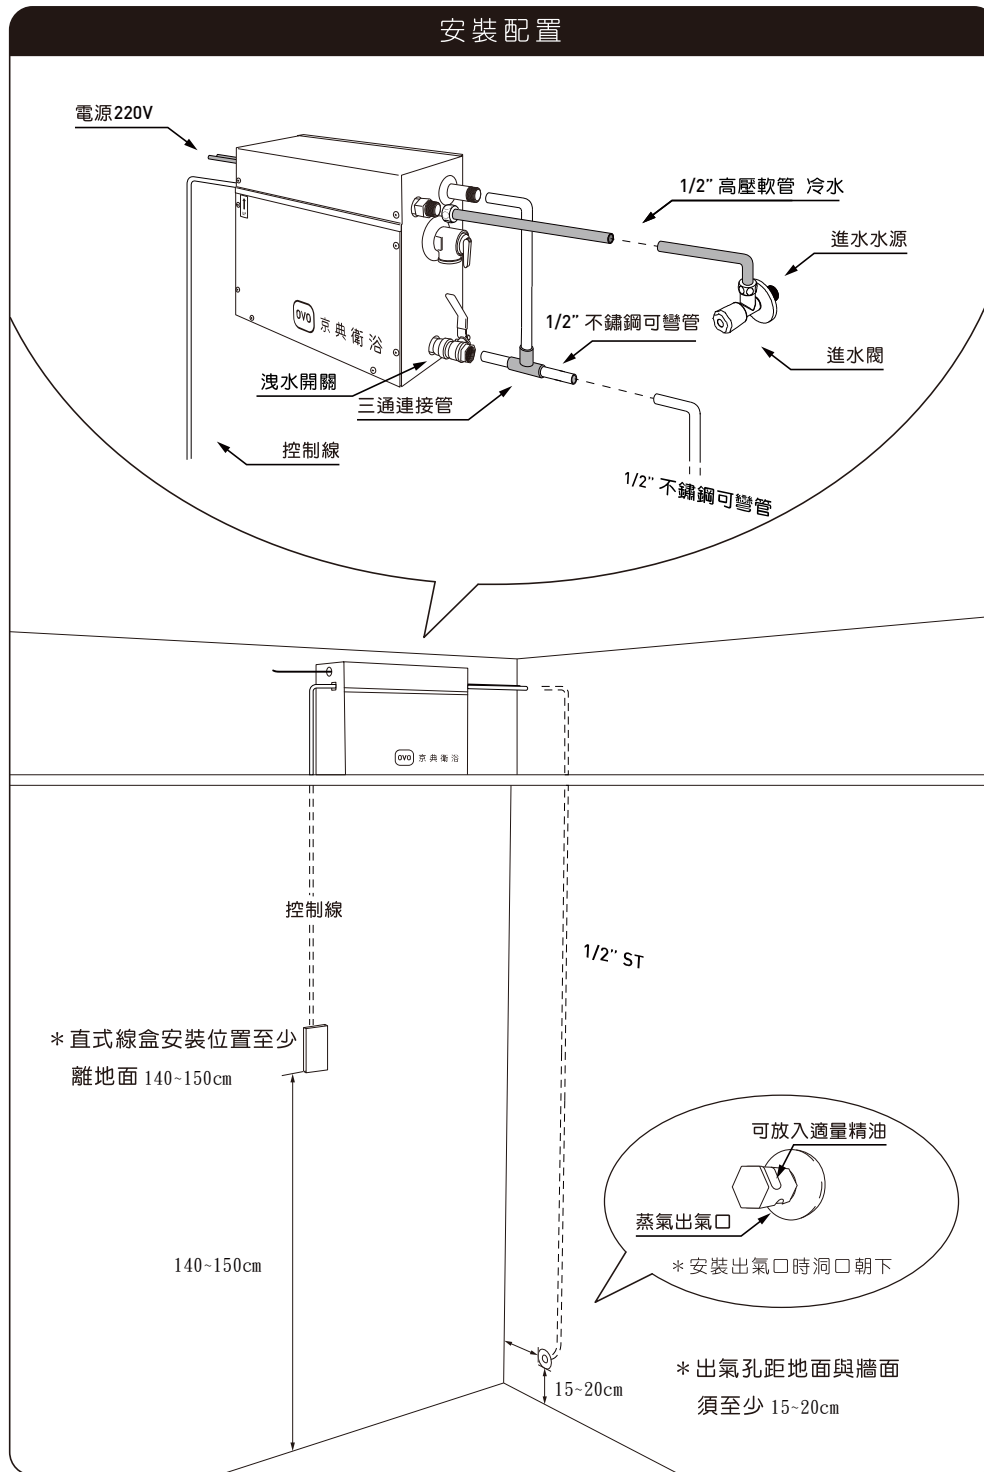 安裝配置
電源220V
1/2” 高壓軟管 冷水
進水水源
1/2” 不鏽鋼可彎管
進水閥
OVO 京典衛浴
洩水開關
三通連接管
控制線
1/2” 不鏽鋼可彎管
OVO 京典衛浴
控制線
1/2” ST
＊直式線盒安裝位置至少
離地面 140~150cm
可放入適量精油
蒸氣出氣口
＊安裝出氣口時洞口朝下
140~150cm
15~20cm
＊出氣孔距地面與牆面
須至少 15~20cm